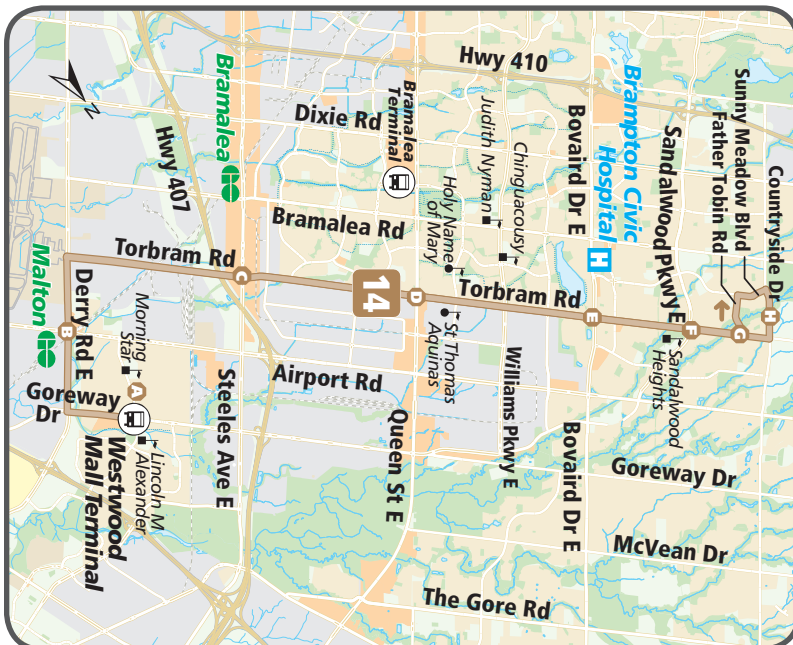 Hwy 410
Dixie Rd
Bramalea
Terminal
Bramalea
GO
Judith Nyman
Chinguacousy
Bovaird Dr E
Brampton Civic
Hospital
H
Sandalwood Pkwy E
Sunny Meadow Blvd
Father Tobin Rd
Countryside Dr
N
Hwy 407
Bramalea Rd
Holy Name
of Mary
Torbram Rd
C
14
D
Torbram Rd
E
F
G
H
Malton
GO
Derry Rd E
B
Morning
Star
A
Goreway
Dr
Westwood
Mall Terminal
Lincoln M
Alexander
Steeles Ave E
Airport Rd
St Thomas
Aquinas
Queen St E
Williams Pkwy E
Sandalwood
Heights
Bovaird Dr E
Goreway Dr
McVean Dr
The Gore Rd